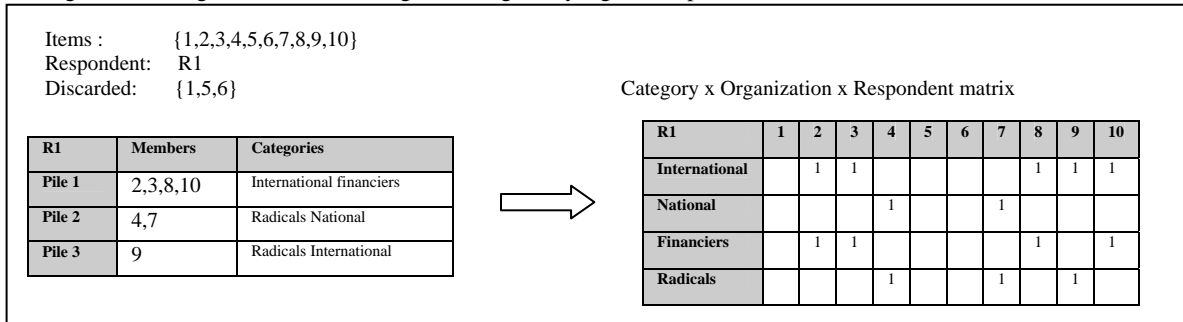 Items : {1,2,3,4,5,6,7,8,9,10}
Respondent: R1
Discarded: {1,5,6}
Category x Organization x Respondent matrix
R1 Members Categories
Pile 1 2,3,8,10 International financiers
Pile 2 4,7 Radicals National
Pile 3 9 Radicals International
R1 1 2 3 4 5 6 7 8 9 10
International 1 1 1 1 1
National 1 1
Financiers 1 1 1 1
Radicals 1 1 1